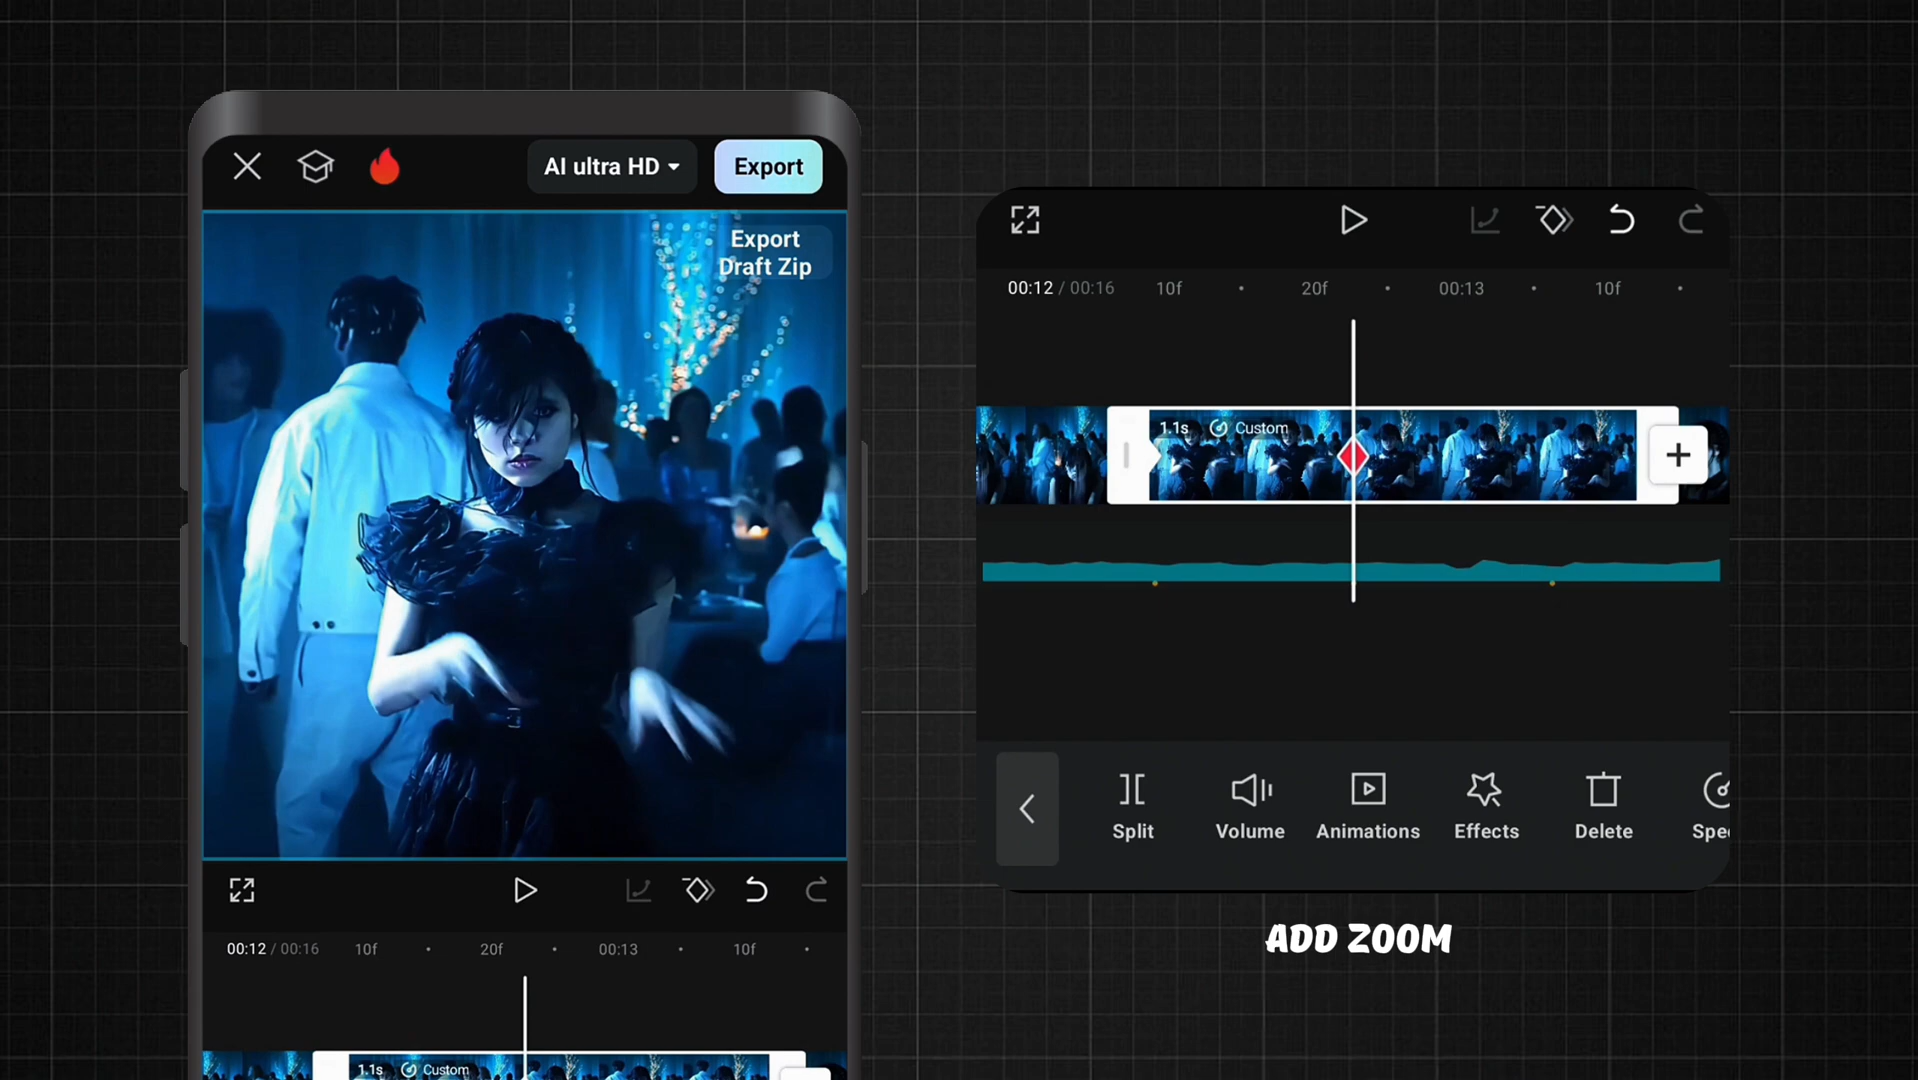 AI ultra HD
Export
Export
Draft Zip
00:12 / 00:16 10f 20f 00:13 10f
1.1s Custom
00:12 / 00:16 10f 20f 00:13 10f
1.1s Custom
Split Volume Animations Effects Delete Spee
ADD ZOOM